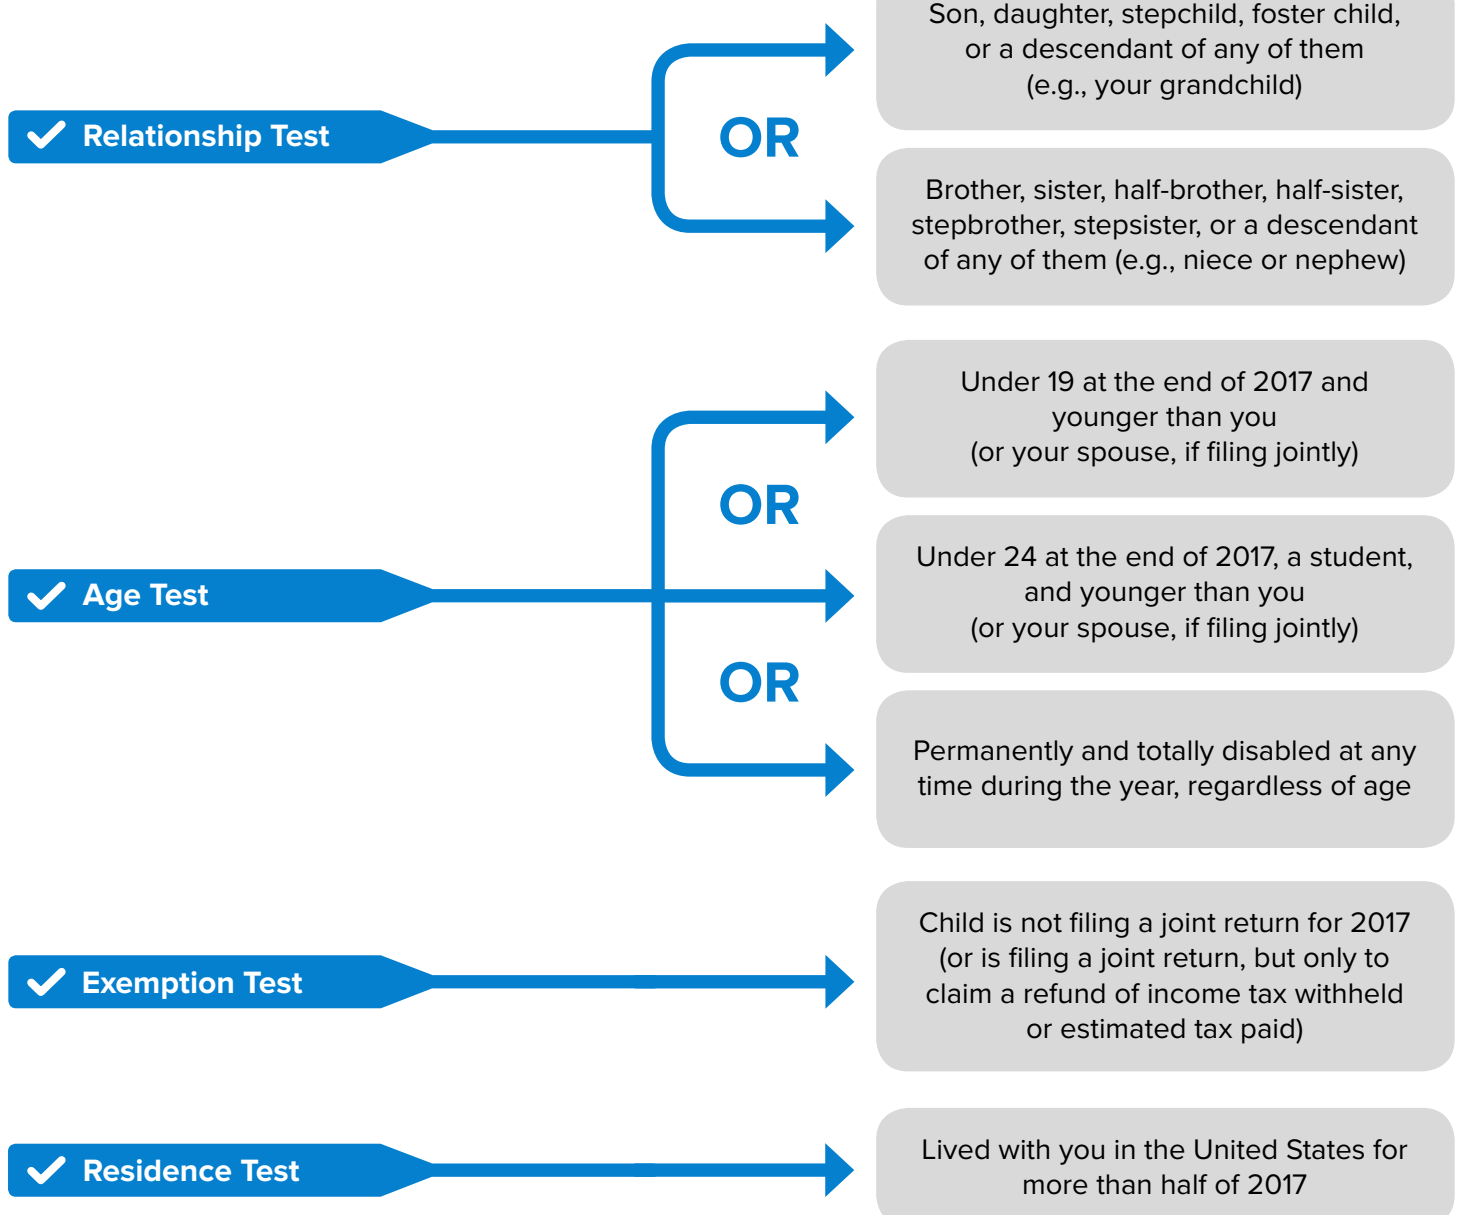 Relationship Test
Son, daughter, stepchild, foster child,
or a descendant of any of them
(e.g., your grandchild)
OR
Brother, sister, half-brother, half-sister,
stepbrother, stepsister, or a descendant
of any of them (e.g., niece or nephew)
Age Test
Under 19 at the end of 2017 and
younger than you
(or your spouse, if filing jointly)
OR
Under 24 at the end of 2017, a student,
and younger than you
(or your spouse, if filing jointly)
OR
Permanently and totally disabled at any
time during the year, regardless of age
Exemption Test
Child is not filing a joint return for 2017
(or is filing a joint return, but only to
claim a refund of income tax withheld
or estimated tax paid)
Residence Test
Lived with you in the United States for
more than half of 2017